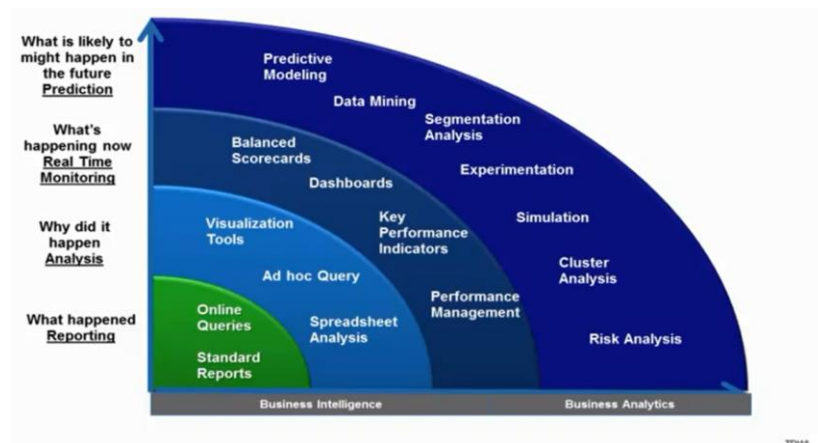 What is likely to
might happen in
the future
Prediction
What's
happening now
Real Time
Monitoring
Why did it
happen
Analysis
What happened
Reporting
Predictive
Modeling
Data Mining
Segmentation
Analysis
Experimentation
Simulation
Cluster
Analysis
Risk Analysis
Balanced
Scorecards
Dashboards
Key
Performance
Indicators
Performance
Management
Visualization
Tools
Ad hoc Query
Spreadsheet
Analysis
Online
Queries
Standard
Reports
Business Intelligence
Business Analytics